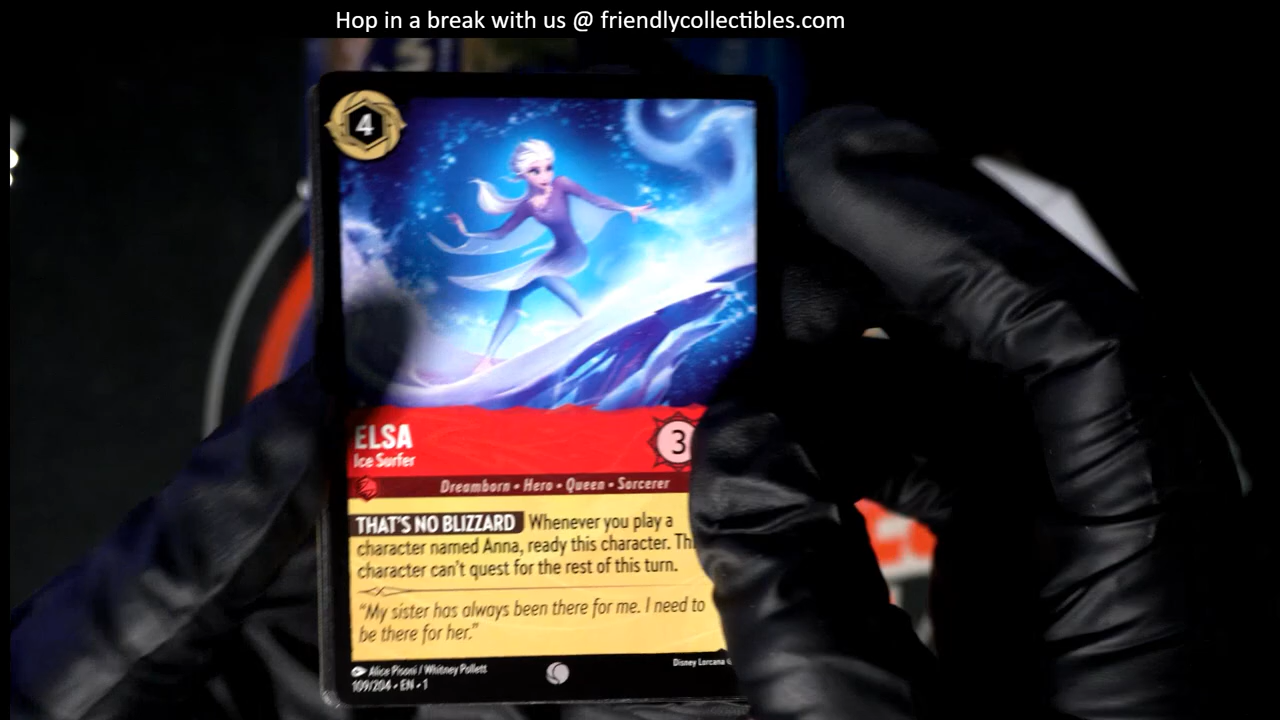 Hop in a break with us @ friendlycollectibles.com
4
ELSA
Ice Surfer
3
Dreamborn • Hero • Queen • Sorcerer
THAT'S NO BLIZZARD Whenever you play a
character named Anna, ready this character.
character can't quest for the rest of this turn.
"My sister has always been there for me. I need to
be there for her."
Alice Pisoni / Whitney Pollett
109/204 • EN • 1
Disney Lorcana